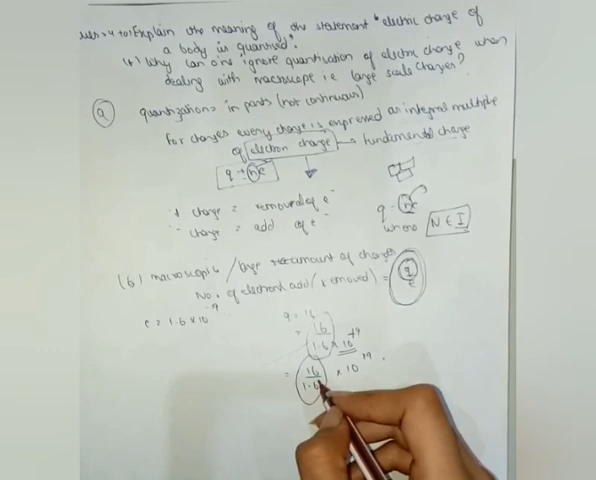 Explain the meaning of the statement "electric charge of
a body is quantised".
Why can one ignore quantisation of electric charge when
dealing with macroscopic i.e. large scale charges?
(a) quantization = in parts (not continuous)
For charges every charge is expressed as integral multiple
of electron charge → fundamental charge
q = ne
+ charge = removal of e⁻
q = ne
- charge = add of e⁻
where N ∈ I
(b) macroscopic / large amount of charges
No. of electrons add / removed) = q/e
e = 1.6 × 10⁻¹⁹
q = 16
= 16 / 1.6 × 10⁻¹⁹
= 16 / 1.6 × 10¹⁹